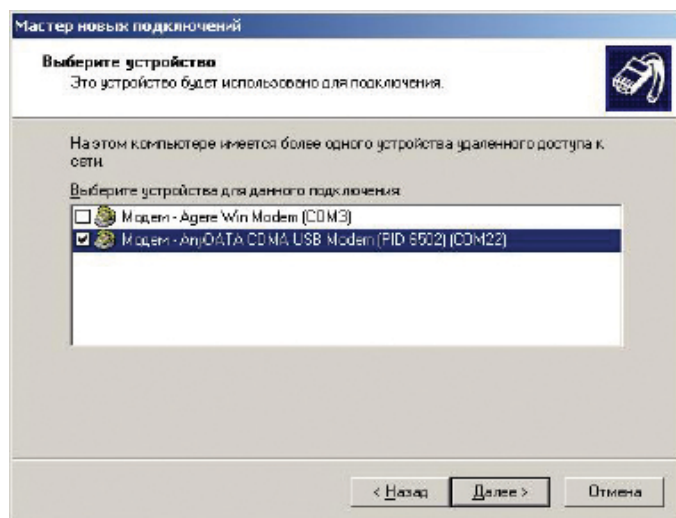 Мастер новых подключений
Выберите устройство
Это устройство будет использовано для подключения.
На этом компьютере имеется более одного устройства удаленного доступа к
сети.
Выберите устройства для данного подключения:
Модем - Agere Win Modem (COM3)
Модем - AnyDATA CDMA USB Modem (PID 6502) (COM22)
< Назад
Далее >
Отмена